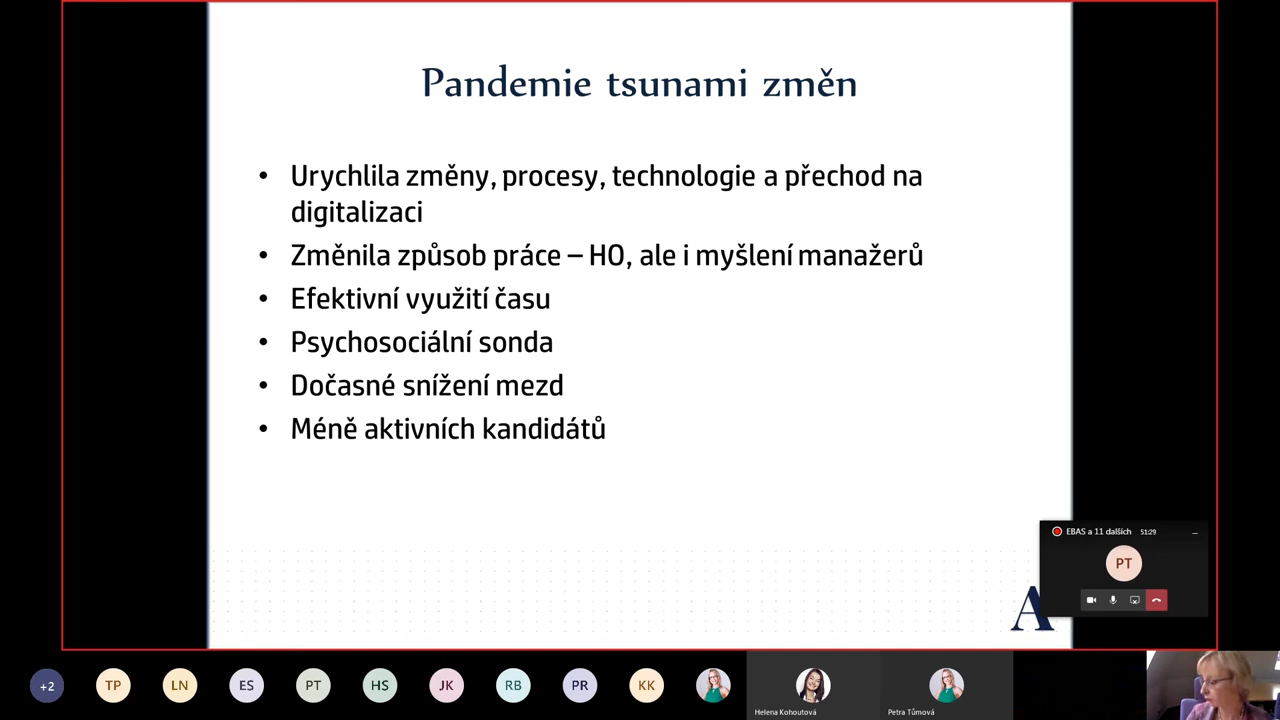 Pandemie tsunami změn
• Urychlila změny, procesy, technologie a přechod na
digitalizaci
• Změnila způsob práce – HO, ale i myšlení manažerů
• Efektivní využití času
• Psychosociální sonda
• Dočasné snížení mezd
• Méně aktivních kandidátů
EBAS a 11 dalších 51:29
PT
A
+2 TP LN ES PT HS JK RB PR KK
Helena Kohoutová Petra Tůmová